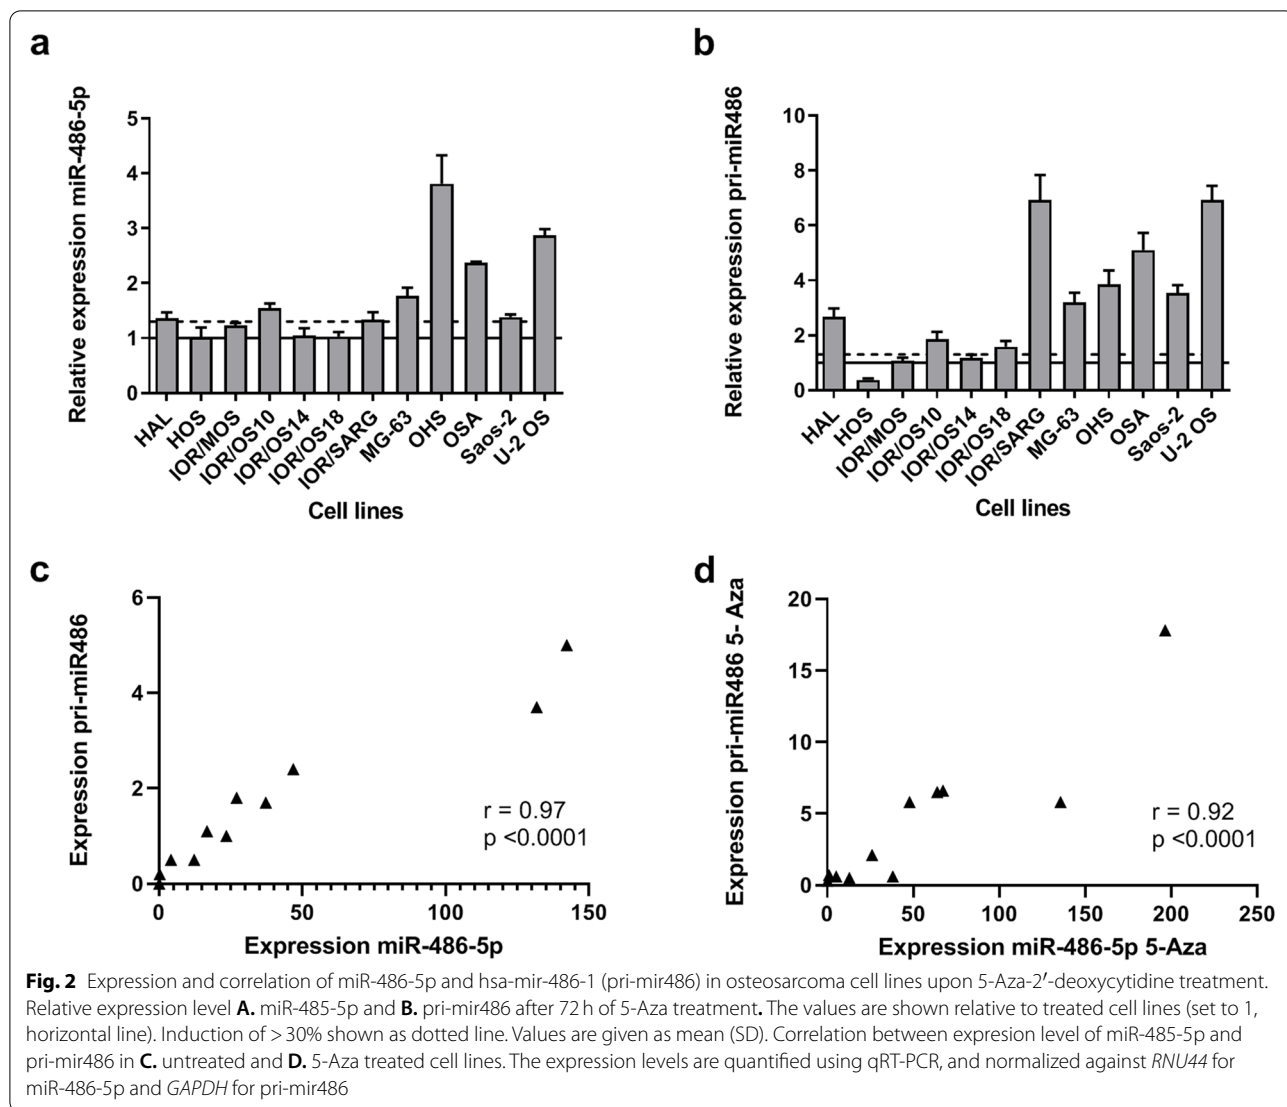 a
Relative expression miR-486-5p
5
4
3
2
1
0
HAL
HOS
IOR/MOS
IOR/OS10
IOR/OS14
IOR/OS18
IOR/SARG
MG-63
OHS
OSA
Saos-2
U-2 OS
Cell lines
b
Relative expression pri-miR486
10
8
6
4
2
0
HAL
HOS
IOR/MOS
IOR/OS10
IOR/OS14
IOR/OS18
IOR/SARG
MG-63
OHS
OSA
Saos-2
U-2 OS
Cell lines
c
Expression pri-miR486
6
4
2
0
r = 0.97
p <0.0001
0
50
100
150
Expression miR-486-5p
d
Expression pri-miR486 5- Aza
20
15
10
5
0
r = 0.92
p <0.0001
0
50
100
150
200
250
Expression miR-486-5p 5-Aza
Fig. 2 Expression and correlation of miR-486-5p and hsa-mir-486-1 (pri-mir486) in osteosarcoma cell lines upon 5-Aza-2′-deoxycytidine treatment.
Relative expression level A. miR-485-5p and B. pri-mir486 after 72 h of 5-Aza treatment. The values are shown relative to treated cell lines (set to 1,
horizontal line). Induction of > 30% shown as dotted line. Values are given as mean (SD). Correlation between expresion level of miR-485-5p and
pri-mir486 in C. untreated and D. 5-Aza treated cell lines. The expression levels are quantified using qRT-PCR, and normalized against RNU44 for
miR-486-5p and GAPDH for pri-mir486